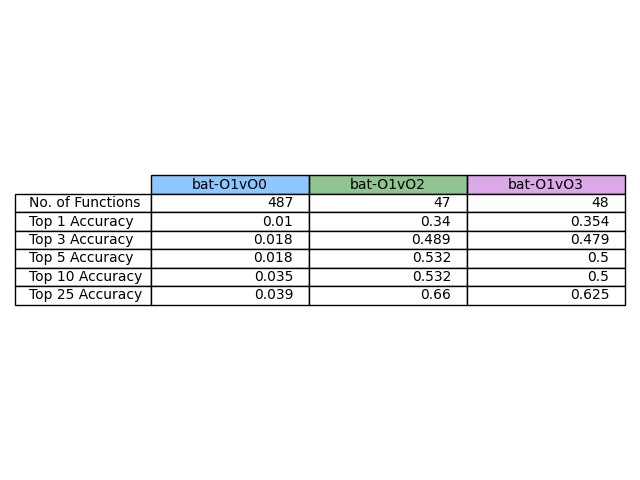 bat-O1vO0 bat-O1vO2 bat-O1vO3
No. of Functions 487 47 48
Top 1 Accuracy 0.01 0.34 0.354
Top 3 Accuracy 0.018 0.489 0.479
Top 5 Accuracy 0.018 0.532 0.5
Top 10 Accuracy 0.035 0.532 0.5
Top 25 Accuracy 0.039 0.66 0.625